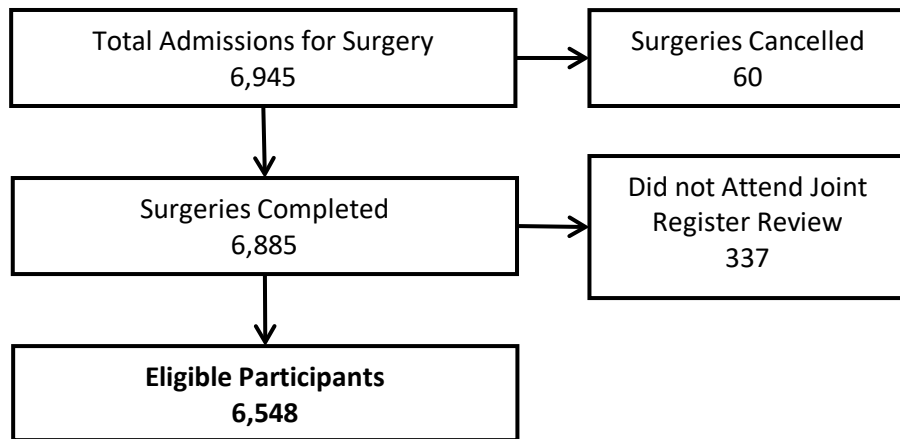 Total Admissions for Surgery
6,945
Surgeries Cancelled
60
Surgeries Completed
6,885
Did not Attend Joint
Register Review
337
Eligible Participants
6,548